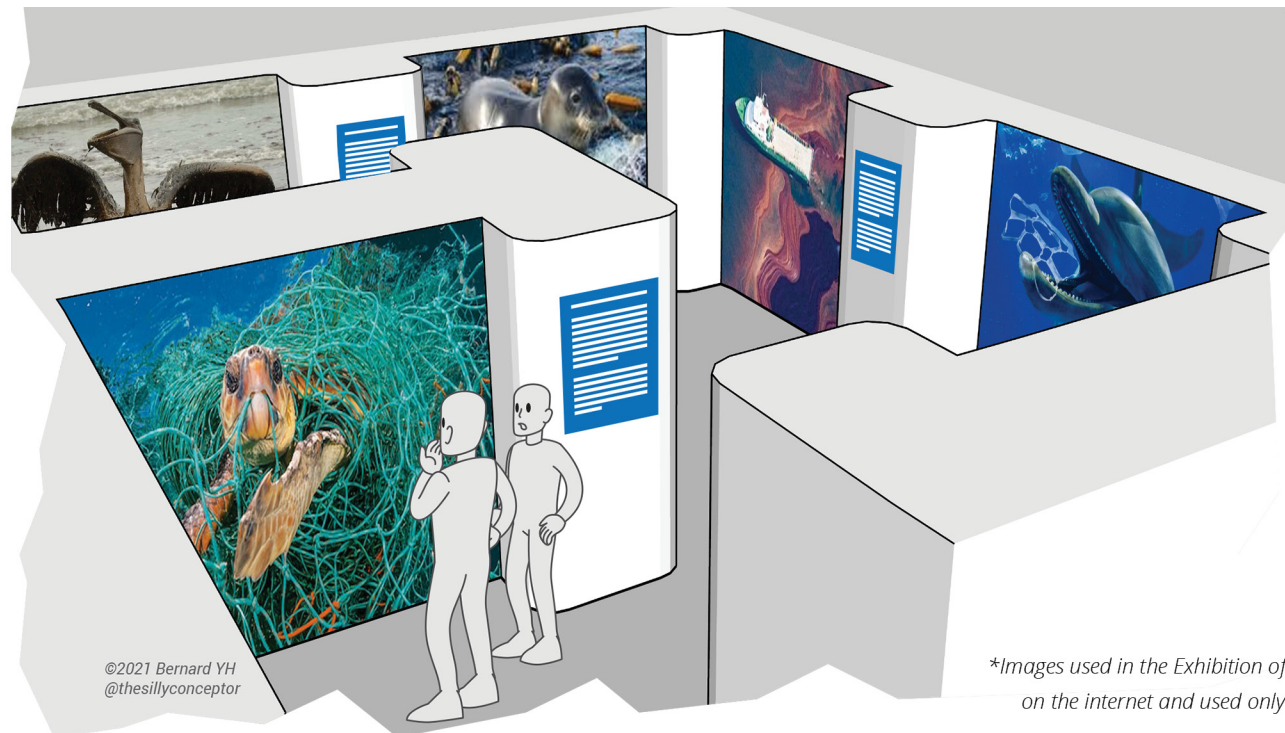 ©2021 Bernard YH
@thesillyconceptor
*Images used in the Exhibition of
on the internet and used only